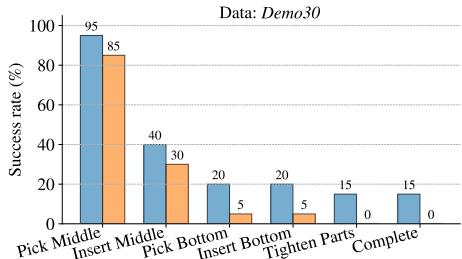 Data: Demo30
Success rate (%)
100
80
60
40
20
0
95
85
40
30
20
5
20
5
15
0
15
0
Pick Middle
Insert Middle
Pick Bottom
Insert Bottom
Tighten Parts
Complete